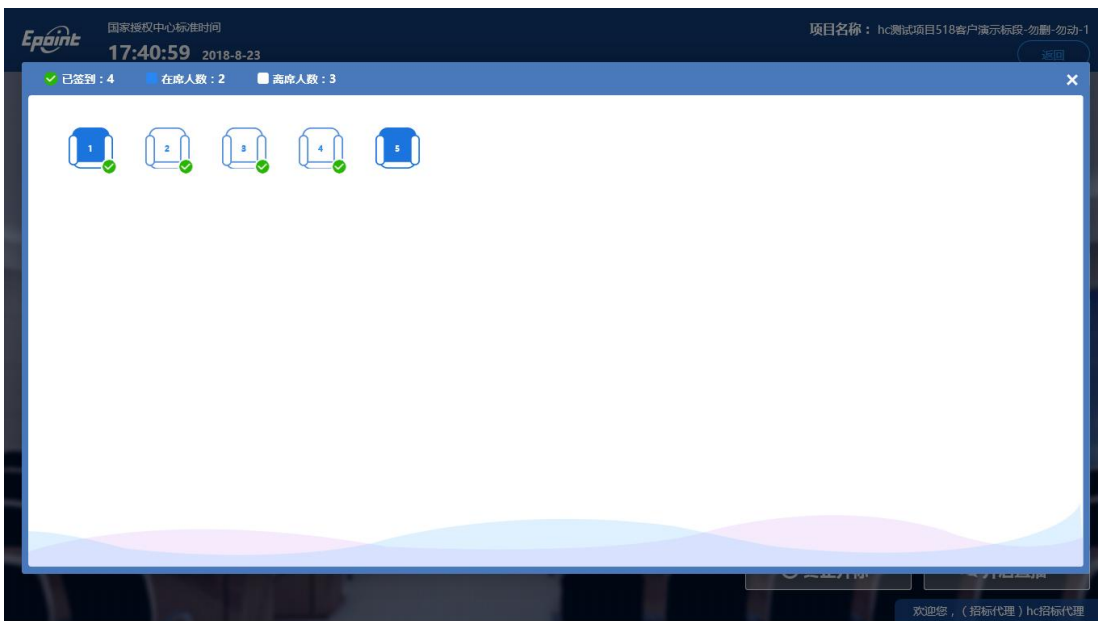 Epoint
国家授权中心标准时间
17:40:59 2018-8-23
项目名称：hc测试项目518客户演示标段-勿删-勿动-1
返回
已签到：4 在席人数：2 离席人数：3
1 2 3 4 5
欢迎您，（招标代理）hc招标代理